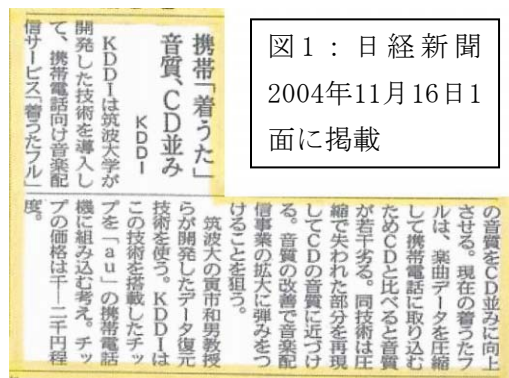 携帯「着うた」
音質、CD並み
KDDI
KDDIは筑波大学が
開発した技術を導入し
て、携帯電話向け音楽配
信サービス「着うたフル」
の音質をCD並みに向上
させる。現在の着うたフ
ルは、楽曲データを圧縮
して携帯電話に取り込む
ためCDと比べると音質
が若干劣る。同技術は圧
縮で失われた部分を再現
してCDの音質に近づけ
る。音質の改善で音楽配
信事業の拡大に弾みをつ
けることを狙う。
筑波大の寅市和男教授
らが開発したデータ復元
技術を使う。KDDIは
この技術を搭載したチッ
プを「au」の携帯電話
機に組み込む考え。チッ
プの価格は千―二千円程
度。
図1：日経新聞
2004年11月16日1
面に掲載